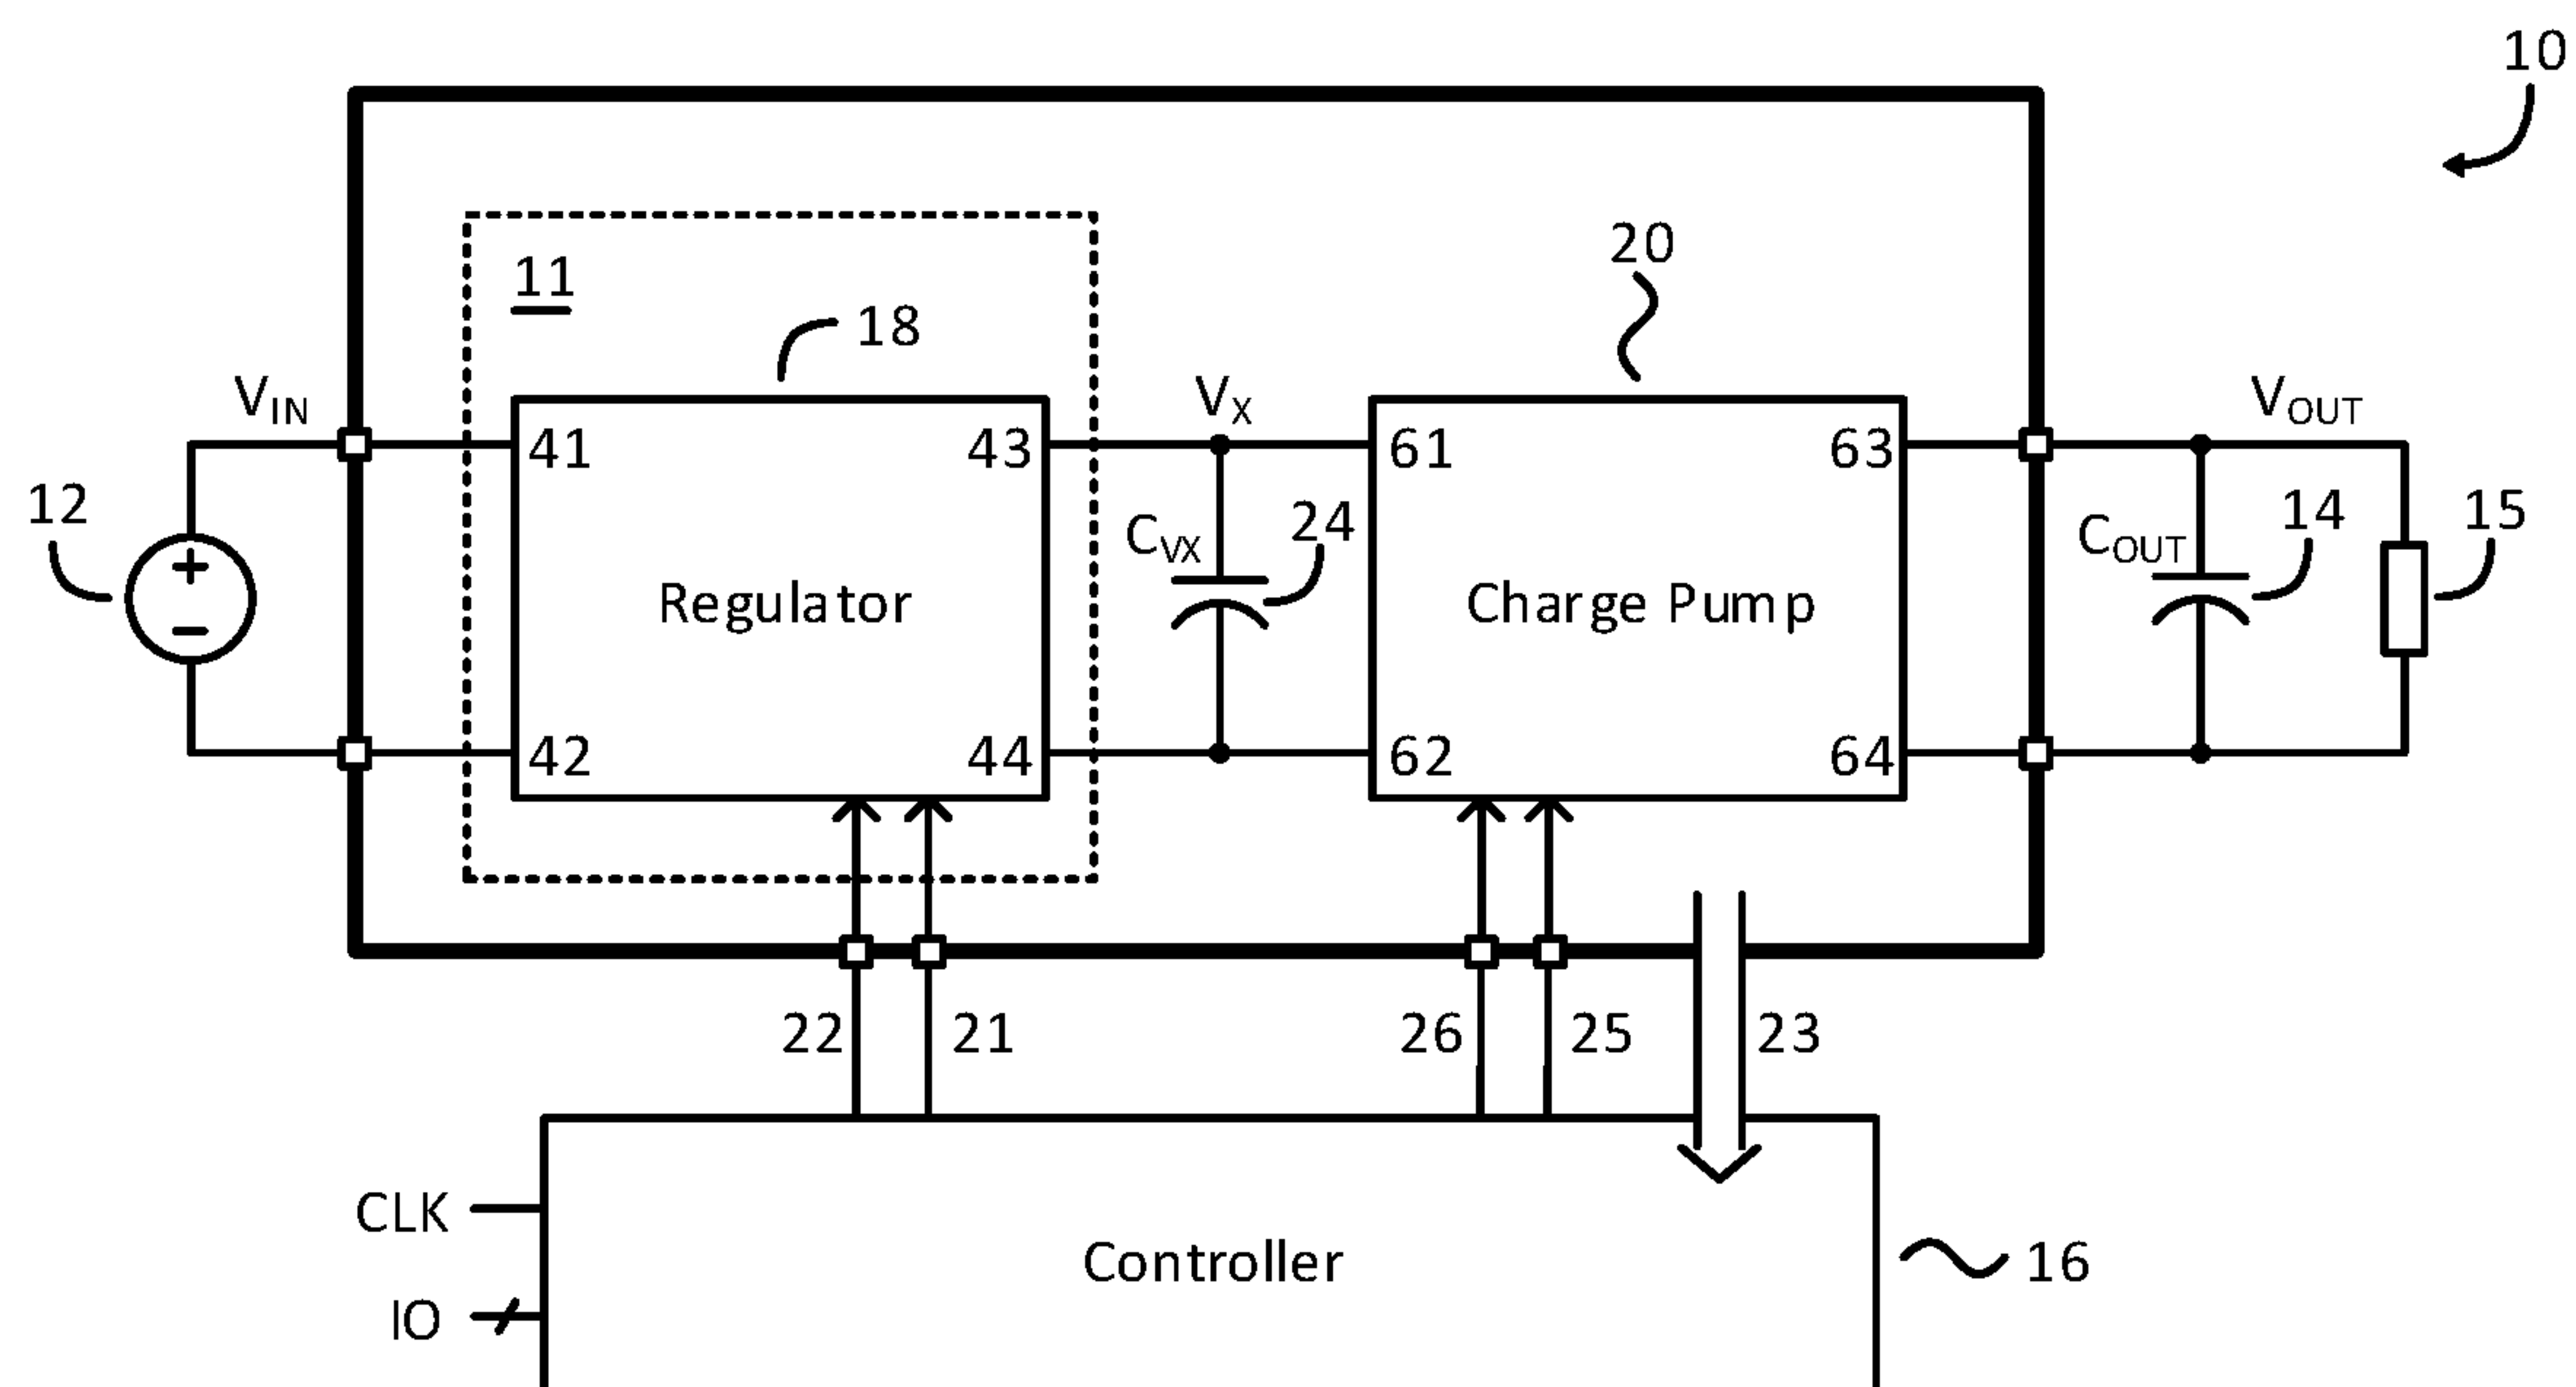 10
20
11
18
V_IN
V_X
V_OUT
41
43
61
63
12
C_VX
24
C_OUT
14
15
Regulator
Charge Pump
42
44
62
64
22
21
26
25
23
CLK
Controller
16
IO